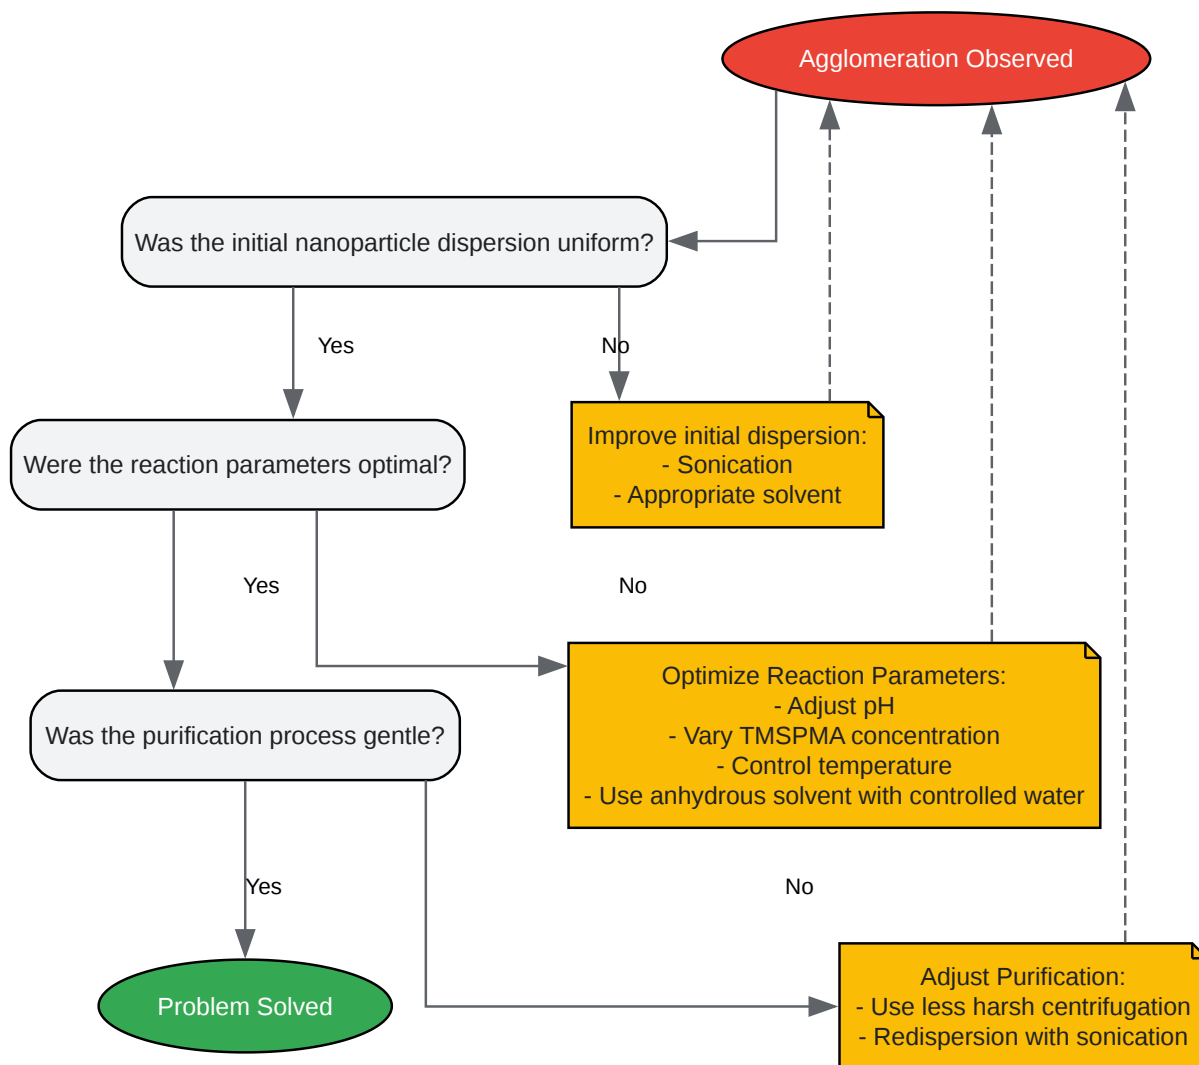 Agglomeration Observed
Was the initial nanoparticle dispersion uniform?
Yes
No
Improve initial dispersion:
- Sonication
- Appropriate solvent
Were the reaction parameters optimal?
Yes
No
Optimize Reaction Parameters:
- Adjust pH
- Vary TMSPMA concentration
- Control temperature
- Use anhydrous solvent with controlled water
Was the purification process gentle?
Yes
No
Problem Solved
Adjust Purification:
- Use less harsh centrifugation
- Redispersion with sonication